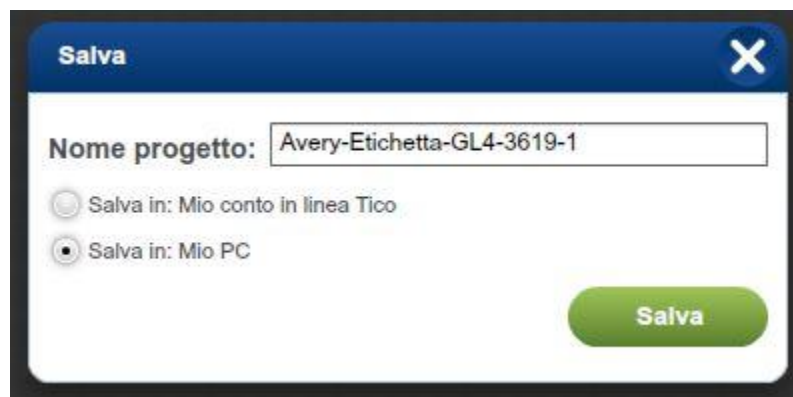 Salva
Nome progetto: Avery-Etichetta-GL4-3619-1
Salva in: Mio conto in linea Tico
Salva in: Mio PC
Salva